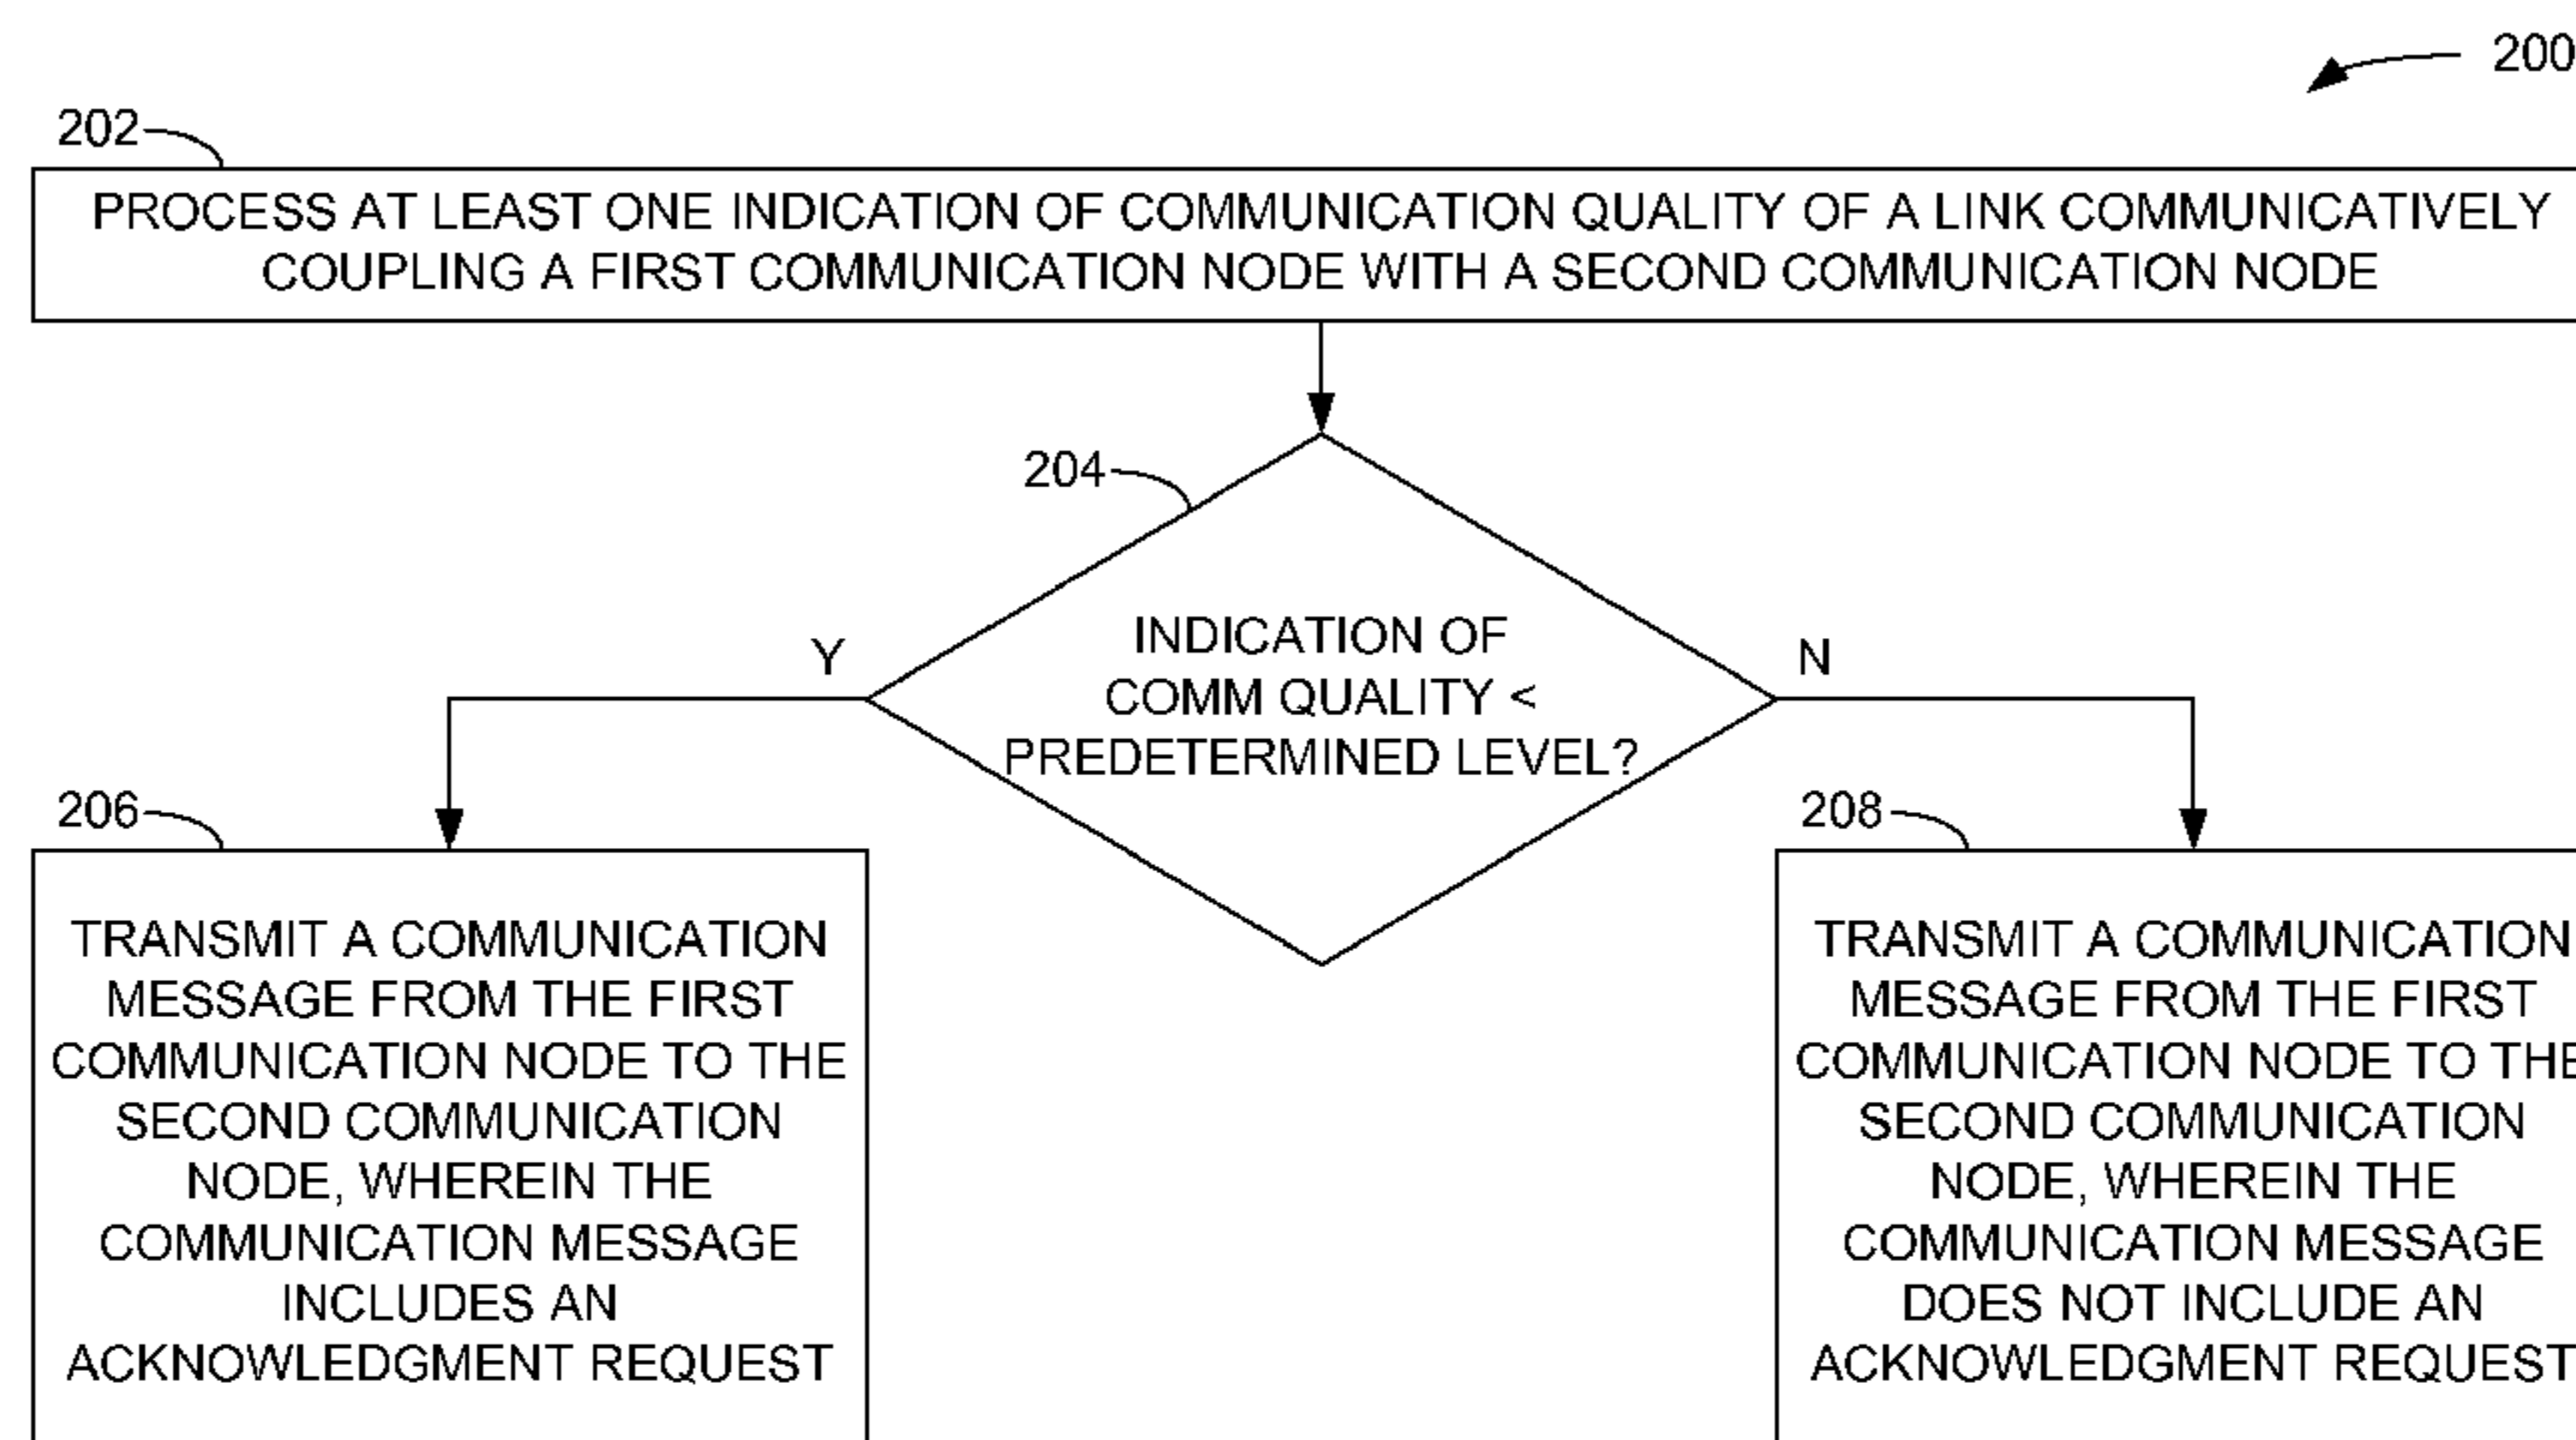 200
202
PROCESS AT LEAST ONE INDICATION OF COMMUNICATION QUALITY OF A LINK COMMUNICATIVELY
COUPLING A FIRST COMMUNICATION NODE WITH A SECOND COMMUNICATION NODE
204
INDICATION OF
COMM QUALITY <
PREDETERMINED LEVEL?
Y
N
206
TRANSMIT A COMMUNICATION
MESSAGE FROM THE FIRST
COMMUNICATION NODE TO THE
SECOND COMMUNICATION
NODE, WHEREIN THE
COMMUNICATION MESSAGE
INCLUDES AN
ACKNOWLEDGMENT REQUEST
208
TRANSMIT A COMMUNICATION
MESSAGE FROM THE FIRST
COMMUNICATION NODE TO THE
SECOND COMMUNICATION
NODE, WHEREIN THE
COMMUNICATION MESSAGE
DOES NOT INCLUDE AN
ACKNOWLEDGMENT REQUEST